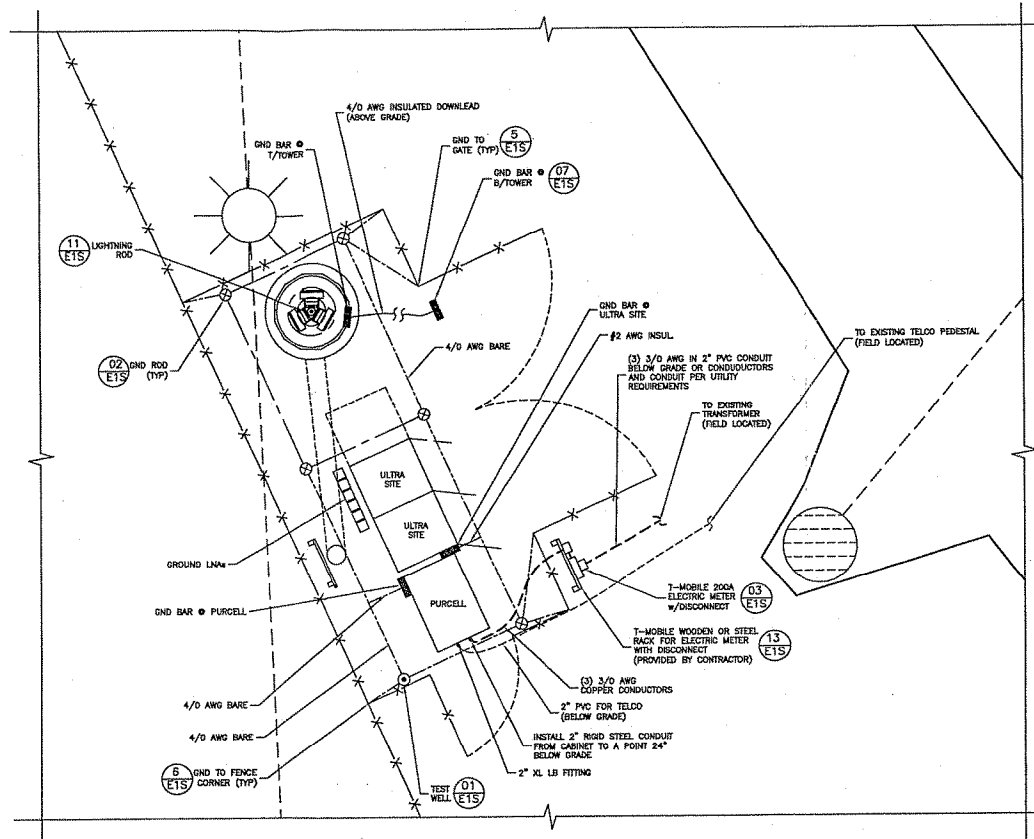 4/0 AWG INSULATED DOWNLEAD
(ABOVE GRADE)
GND BAR @
T/TOWER
GND TO
GATE (TYP)
5
E1S
GND BAR @
B/TOWER
07
E1S
11
E1S
LIGHTNING
ROD
GND BAR @
ULTRA SITE
#2 AWG INSUL.
TO EXISTING TELCO PEDESTAL
(FIELD LOCATED)
4/0 AWG BARE
(3) 3/0 AWG IN 2" PVC CONDUIT
BELOW GRADE OR CONDUDUCTORS
AND CONDUIT PER UTILITY
REQUIREMENTS
02
E1S
GND ROD
(TYP)
TO EXISTING
TRANSFORMER
(FIELD LOCATED)
ULTRA
SITE
ULTRA
SITE
GROUND LNAs
GND BAR @ PURCELL
PURCELL
T-MOBILE 200A
ELECTRIC METER
w/DISCONNECT
03
E1S
T-MOBILE WOODEN OR STEEL
RACK FOR ELECTRIC METER
WITH DISCONNECT
(PROVIDED BY CONTRACTOR)
13
E1S
(3) 3/0 AWG
COPPER CONDUCTORS
4/0 AWG BARE
2" PVC FOR TELCO
(BELOW GRADE)
4/0 AWG BARE
INSTALL 2" RIGID STEEL CONDUIT
FROM CABINET TO A POINT 24"
BELOW GRADE
2" XL LB FITTING
6
E1S
GND TO FENCE
CORNER (TYP)
TEST
WELL
01
E1S